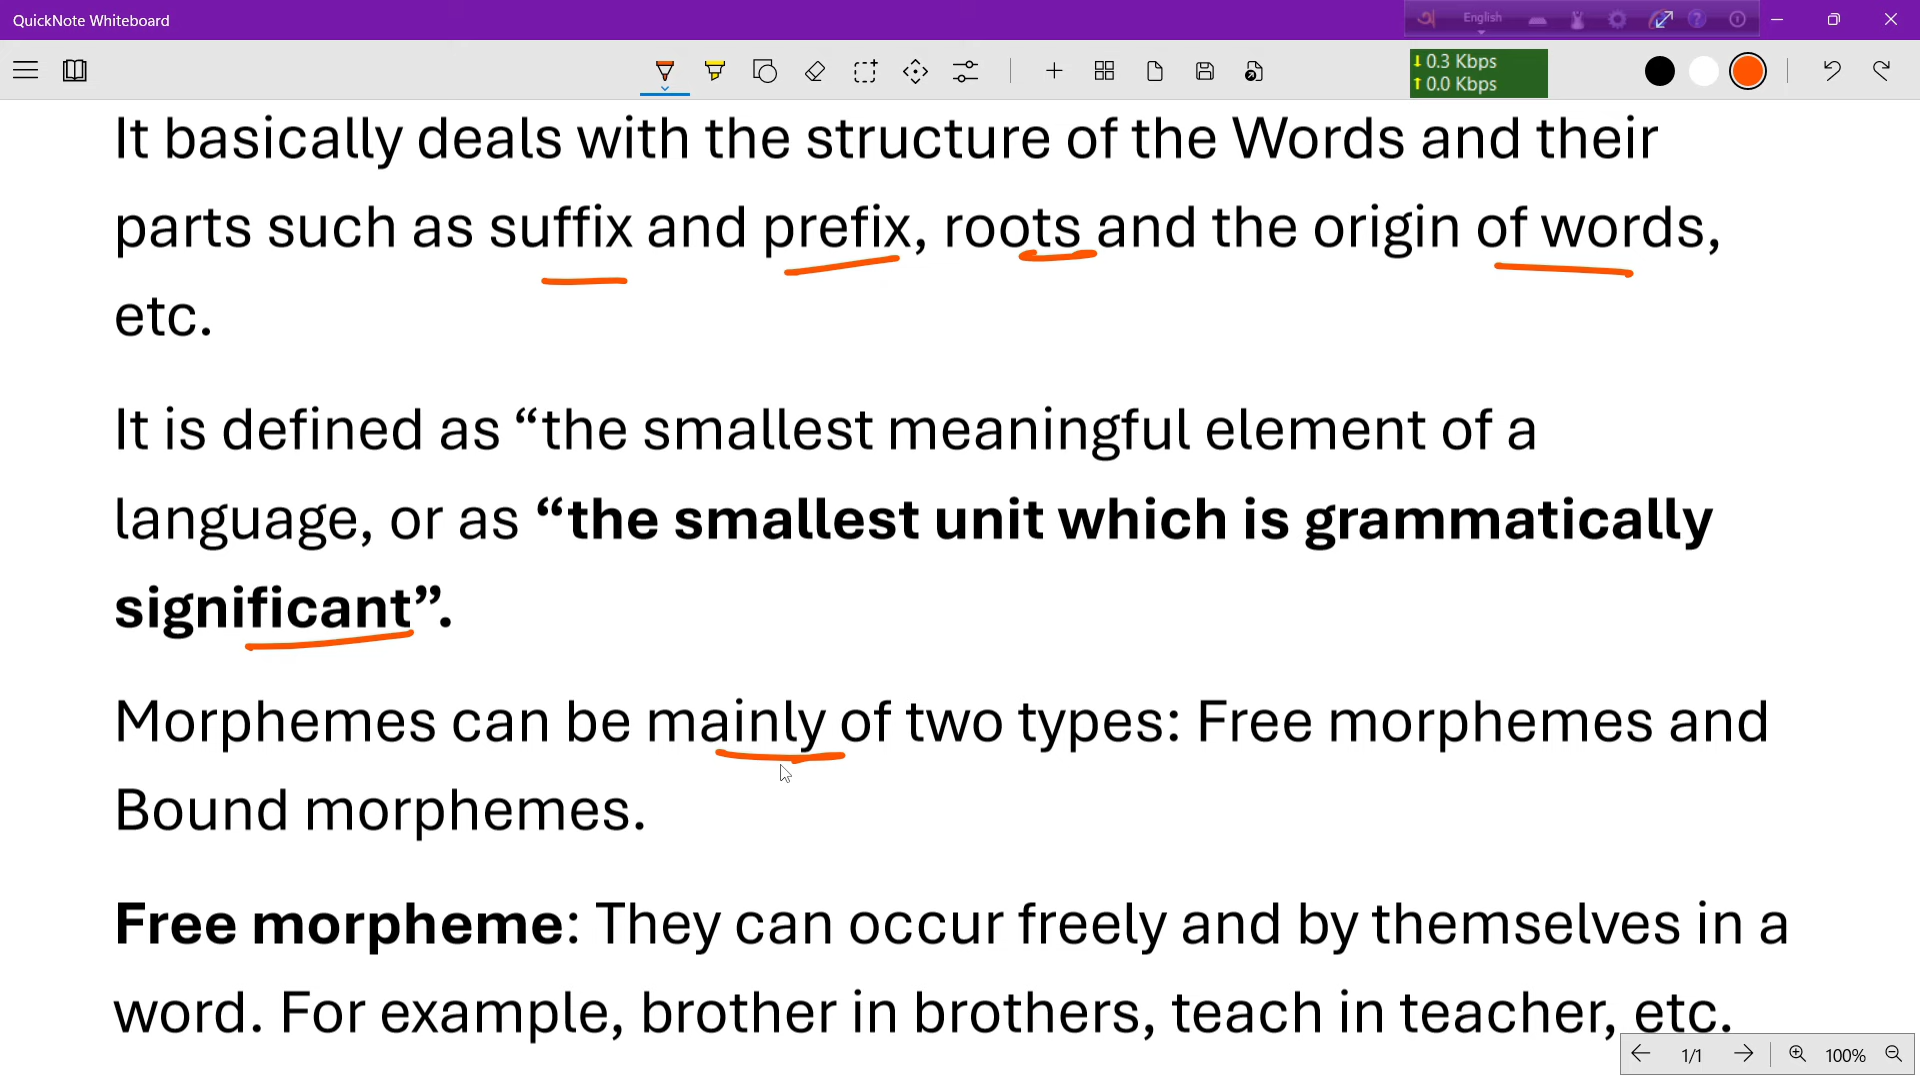 QuickNote Whiteboard
English
0.3 Kbps
0.0 Kbps
It basically deals with the structure of the Words and their
parts such as suffix and prefix, roots and the origin of words,
etc.
It is defined as “the smallest meaningful element of a
language, or as “the smallest unit which is grammatically
significant”.
Morphemes can be mainly of two types: Free morphemes and
Bound morphemes.
Free morpheme: They can occur freely and by themselves in a
word. For example, brother in brothers, teach in teacher, etc.
1/1
100%